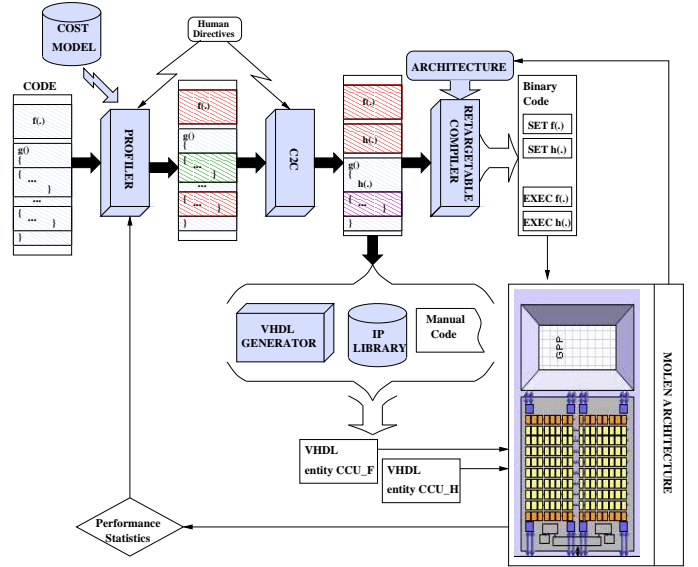 COST
MODEL
Human
Directives
CODE
f(.)
g()
{
{ ...
}
...
{ ...
}
}
PROFILER
f(.)
g()
{
{ ...
}
...
{ ...
}
}
C2C
f(.)
h(.)
g()
{
h(.)
{ ...
}
}
ARCHITECTURE
RETARGETABLE
COMPILER
Binary
Code
SET f(.)
SET h(.)
EXEC f(.)
EXEC h(.)
VHDL
GENERATOR
IP
LIBRARY
Manual
Code
VHDL
entity CCU_F
VHDL
entity CCU_H
GPP
MOLEN ARCHITECTURE
Performance
Statistics